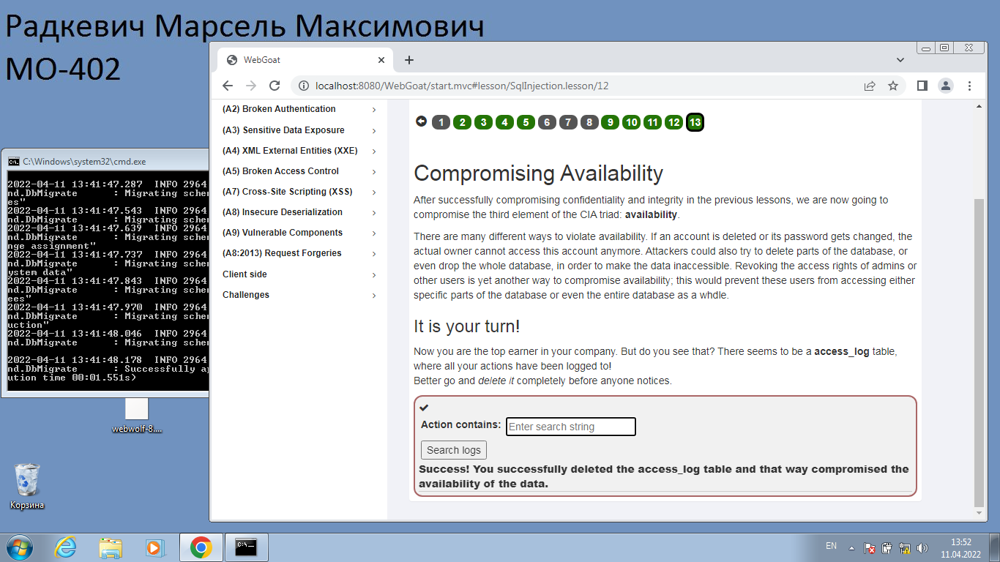 Радкевич Марсель Максимович
МО-402
WebGoat
localhost:8080/WebGoat/start.mvc#lesson/SqlInjection.lesson/12
(A2) Broken Authentication
(A3) Sensitive Data Exposure
(A4) XML External Entities (XXE)
(A5) Broken Access Control
(A7) Cross-Site Scripting (XSS)
(A8) Insecure Deserialization
(A9) Vulnerable Components
(A8:2013) Request Forgeries
Client side
Challenges
1 2 3 4 5 6 7 8 9 10 11 12 13
Compromising Availability
After successfully compromising confidentiality and integrity in the previous lessons, we are now going to
compromise the third element of the CIA triad: availability.
There are many different ways to violate availability. If an account is deleted or its password gets changed, the
actual owner cannot access this account anymore. Attackers could also try to delete parts of the database, or
even drop the whole database, in order to make the data inaccessible. Revoking the access rights of admins or
other users is yet another way to compromise availability; this would prevent these users from accessing either
specific parts of the database or even the entire database as a whdle.
It is your turn!
Now you are the top earner in your company. But do you see that? There seems to be a access_log table,
where all your actions have been logged to!
Better go and delete it completely before anyone notices.
Action contains: Enter search string
Search logs
Success! You successfully deleted the access_log table and that way compromised the
availability of the data.
C:\Windows\system32\cmd.exe
2022-04-11 13:41:47.287 INFO 2964
nd.DbMigrate : Migrating schem
es"
2022-04-11 13:41:47.543 INFO 2964
nd.DbMigrate : Migrating schem
2022-04-11 13:41:47.639 INFO 2964
nd.DbMigrate : Migrating schem
nge assignment"
2022-04-11 13:41:47.737 INFO 2964
nd.DbMigrate : Migrating schem
ystem data"
2022-04-11 13:41:47.843 INFO 2964
nd.DbMigrate : Migrating schem
ees"
2022-04-11 13:41:47.970 INFO 2964
nd.DbMigrate : Migrating schem
uction"
2022-04-11 13:41:48.046 INFO 2964
nd.DbMigrate : Migrating schem
2022-04-11 13:41:48.178 INFO 2964
nd.DbMigrate : Successfully ap
ution time 00:01.551s)
webwolf-8....
Корзина
C:\
EN
13:52
11.04.2022